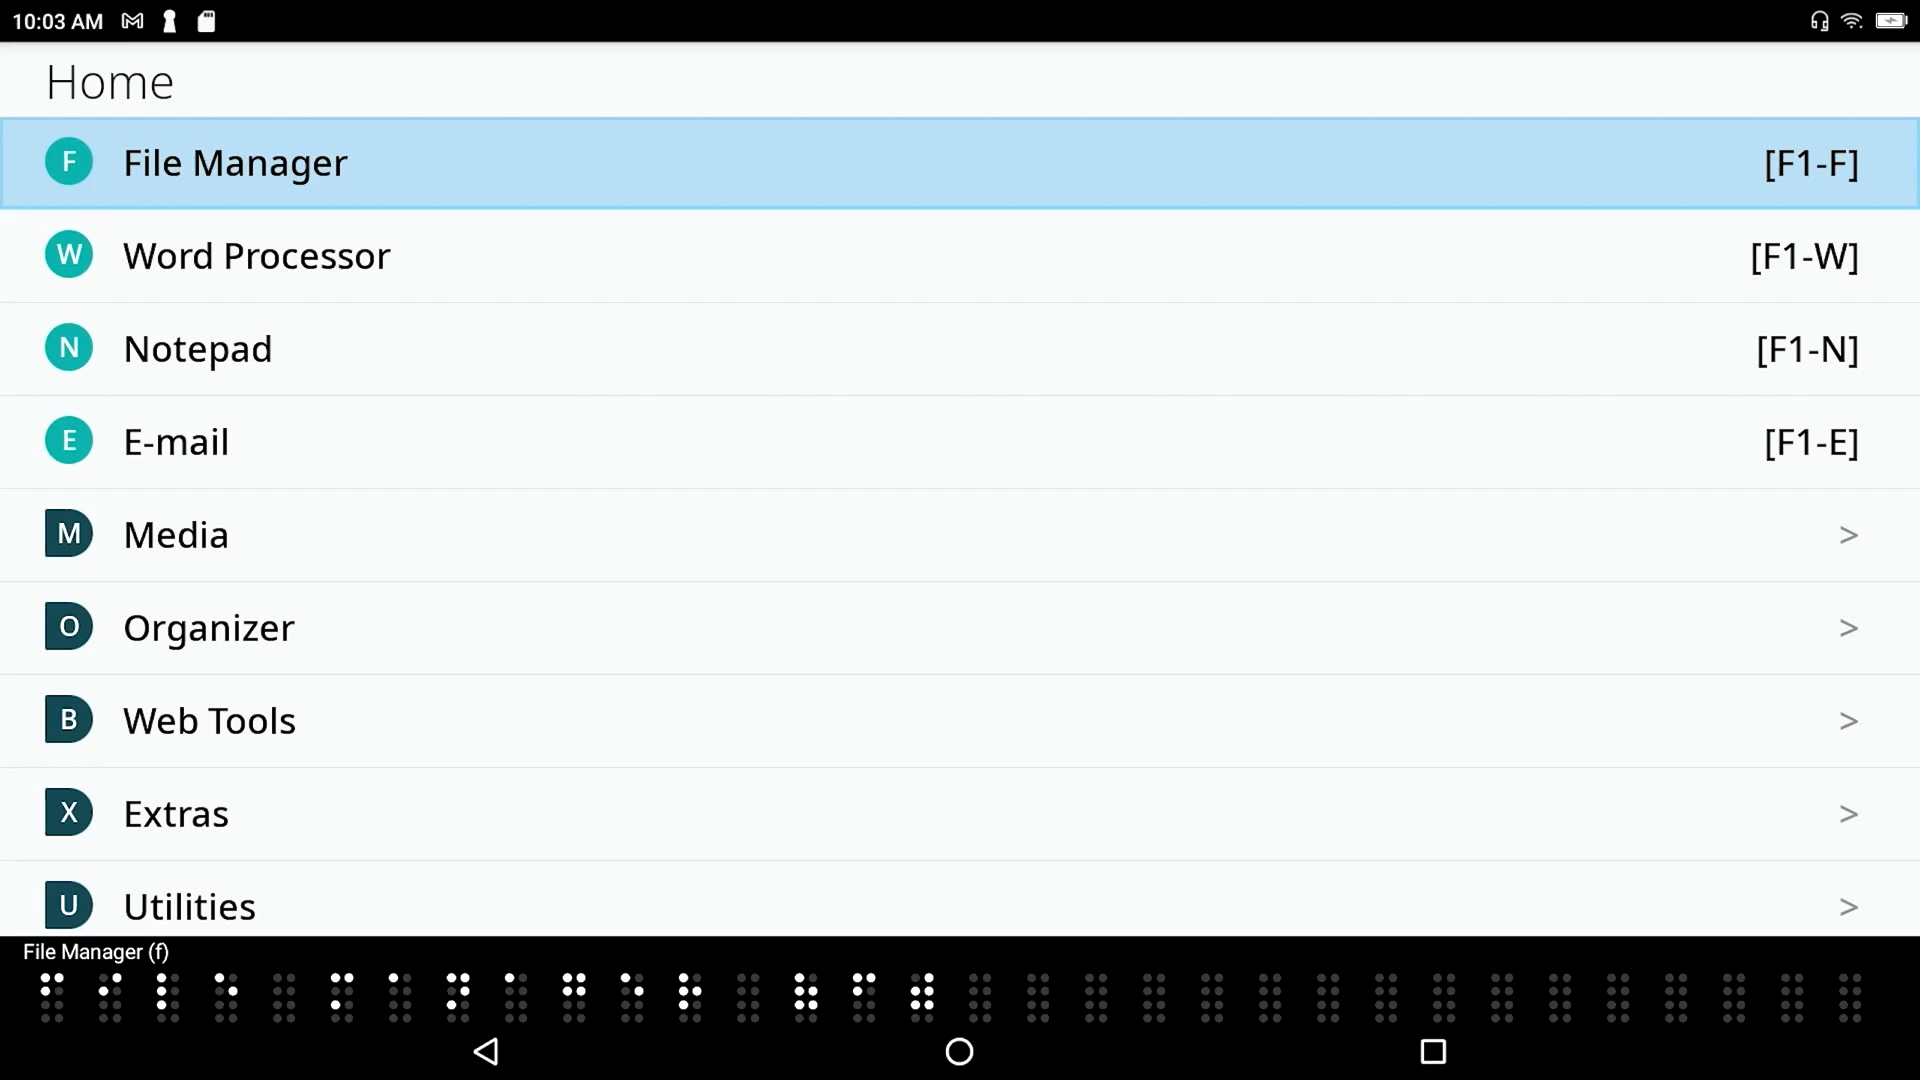 10:03 AM
Home
F File Manager [F1-F]
W Word Processor [F1-W]
N Notepad [F1-N]
E E-mail [F1-E]
M Media >
O Organizer >
B Web Tools >
X Extras >
U Utilities >
File Manager (f)
⠋⠊⠇⠑⠀⠍⠁⠝⠁⠛⠑⠗⠀⠷⠋⠾